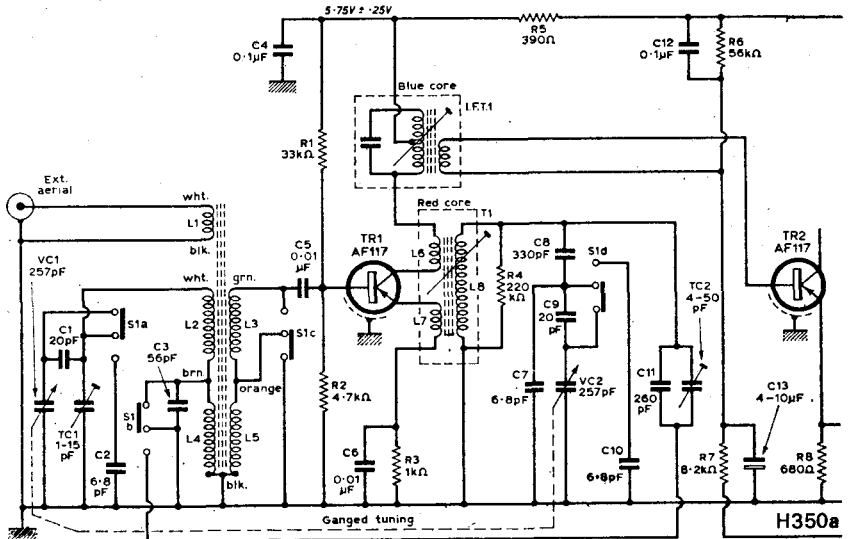 5.75V ± .25V
C4
0.1µF
R5
390Ω
C12
0.1µF
R6
56kΩ
Blue core
I.F.T.1
R1
33kΩ
Ext.
aerial
wht.
L1
blk.
Red core
T1
VC1
257pF
wht.
grn.
C5
0.01
µF
TR1
AF117
L6
C8
330pF
S1d
TR2
AF117
S1a
C1
20pF
L2
L3
S1c
R4
220
kΩ
L8
L7
C9
20
pF
TC2
4-50
pF
C3
56pF
brn.
orange
S1
b
R2
4.7kΩ
C7
6.8pF
VC2
257pF
C11
260
pF
C13
4-10µF
TC1
1-15
pF
C2
6.8
pF
L4
L5
blk.
C6
0.01
µF
R3
1kΩ
C10
6.8pF
R7
8.2kΩ
R8
680Ω
Ganged tuning
H350a